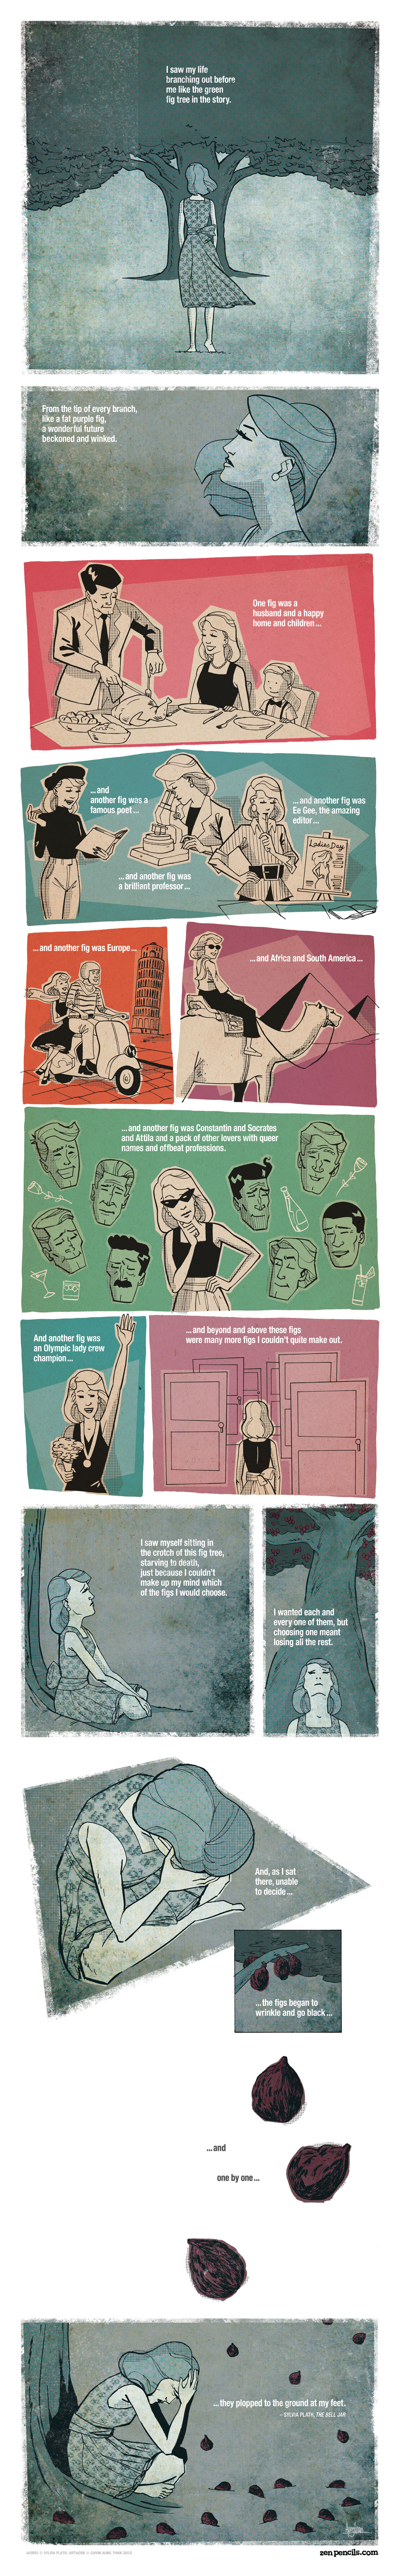 I saw my life
branching out before
me like the green
fig tree in the story.
From the tip of every branch,
like a fat purple fig,
a wonderful future
beckoned and winked.
One fig was a
husband and a happy
home and children ...
... and
another fig was a
famous poet ...
... and another fig was
a brilliant professor ...
... and another fig was
Ee Gee, the amazing
editor ...
Ladies Day
... and another fig was Europe ...
... and Africa and South America ...
... and another fig was Constantin and Socrates
and Attila and a pack of other lovers with queer
names and offbeat professions.
And another fig was
an Olympic lady crew
champion ...
... and beyond and above these figs
were many more figs I couldn't quite make out.
I saw myself sitting in
the crotch of this fig tree,
starving to death,
just because I couldn't
make up my mind which
of the figs I would choose.
I wanted each and
every one of them, but
choosing one meant
losing all the rest.
And, as I sat
there, unable
to decide ...
... the figs began to
wrinkle and go black ...
... and
one by one ...
... they plopped to the ground at my feet.
– SYLVIA PLATH, THE BELL JAR
zenpencils.com